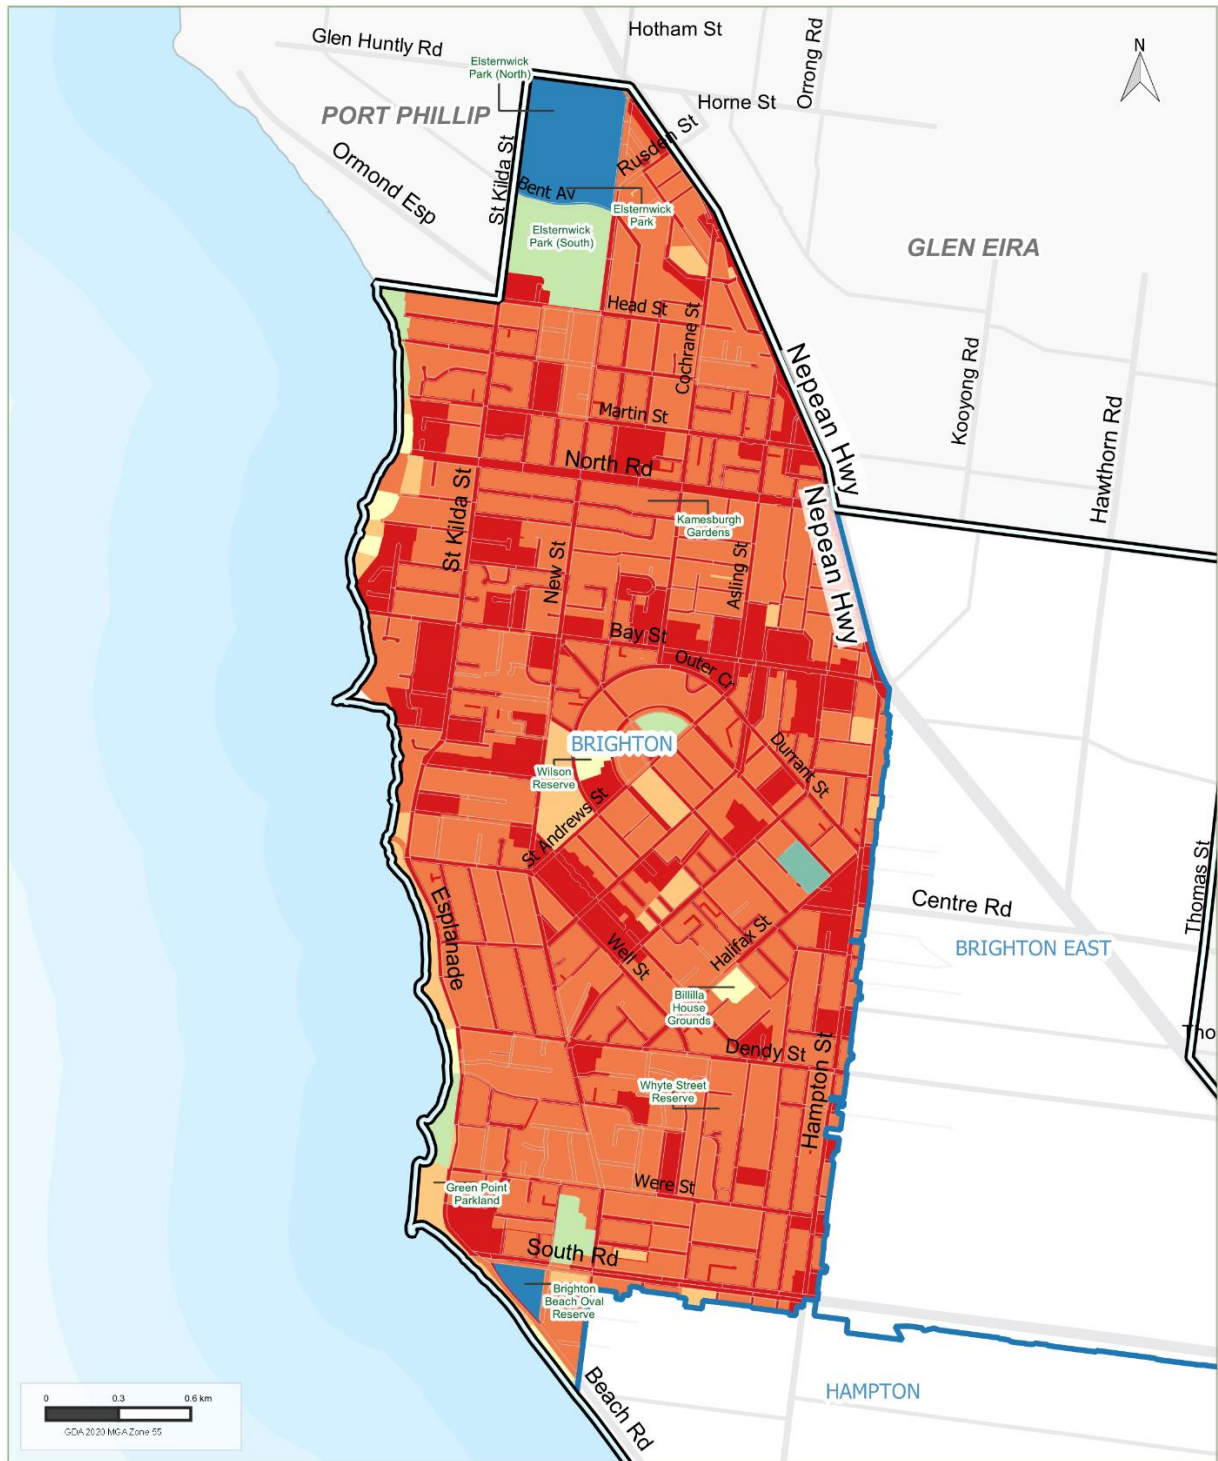 Hotham St
Glen Huntly Rd
Orrong Rd
N
Elsternwick
Park (North)
Horne St
PORT PHILLIP
Rusden St
Ormond Esp
St Kilda St
Bent Av
Elsternwick
Park
Elsternwick
Park (South)
GLEN EIRA
Head St
Cochrane St
Nepean Hwy
Kooyong Rd
Hawthorn Rd
Martin St
North Rd
St Kilda St
Kamesburgh
Gardens
Nepean Hwy
New St
Asling St
Bay St
Outer Cr
BRIGHTON
Durrant St
Wilson
Reserve
St Andrews St
Thomas St
Esplanade
Centre Rd
Halifax St
Well St
BRIGHTON EAST
Billilla
House
Grounds
Tho
Dendy St
Hampton St
Whyte Street
Reserve
Were St
Green Point
Parkland
South Rd
Brighton
Beach Oval
Reserve
Beach Rd
HAMPTON
0 0.3 0.6 km
GDA 2020 MGA Zone 55